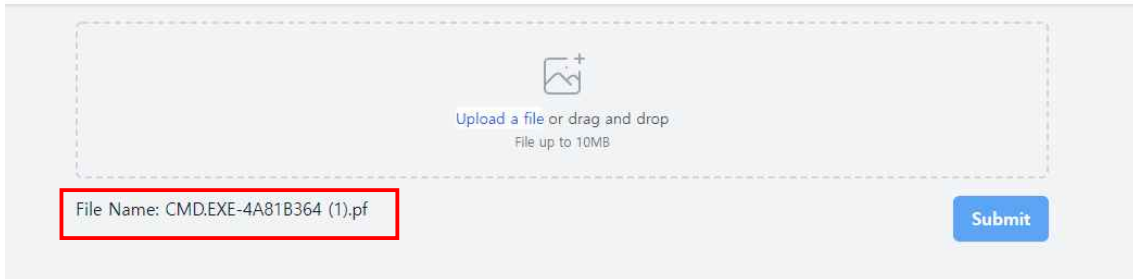 Upload a file or drag and drop
File up to 10MB
File Name: CMD.EXE-4A81B364 (1).pf
Submit